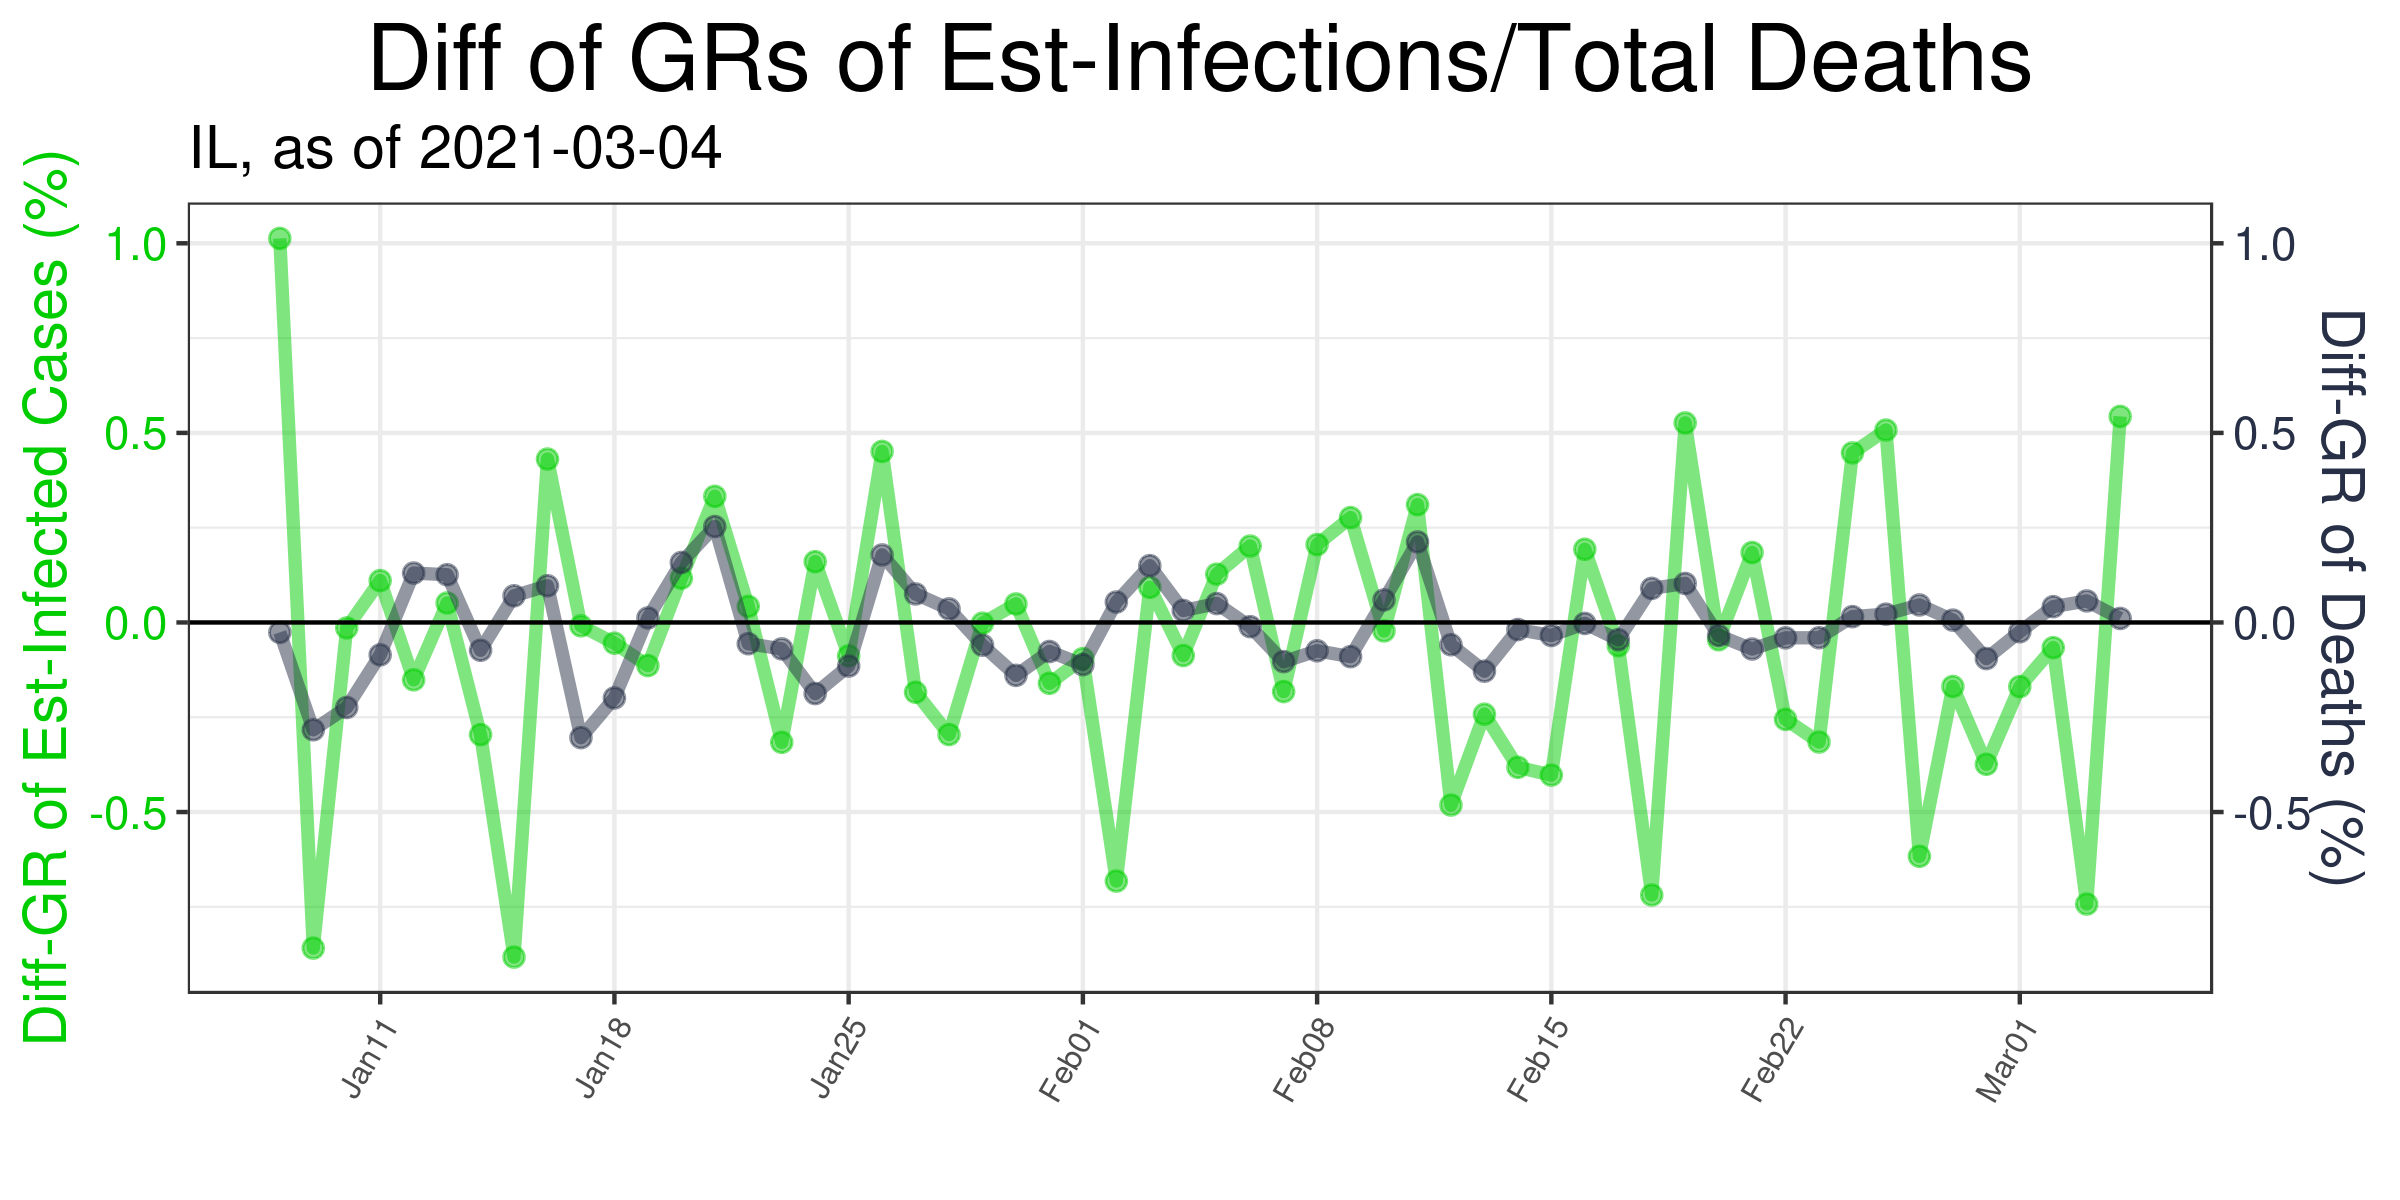 Diff of GRs of Est-Infections/Total Deaths
IL, as of 2021-03-04
Diff-GR of Est-Infected Cases (%)
1.0
0.5
0.0
-0.5
1.0
0.5
0.0
-0.5
Diff-GR of Deaths (%)
Jan11
Jan18
Jan25
Feb01
Feb08
Feb15
Feb22
Mar01